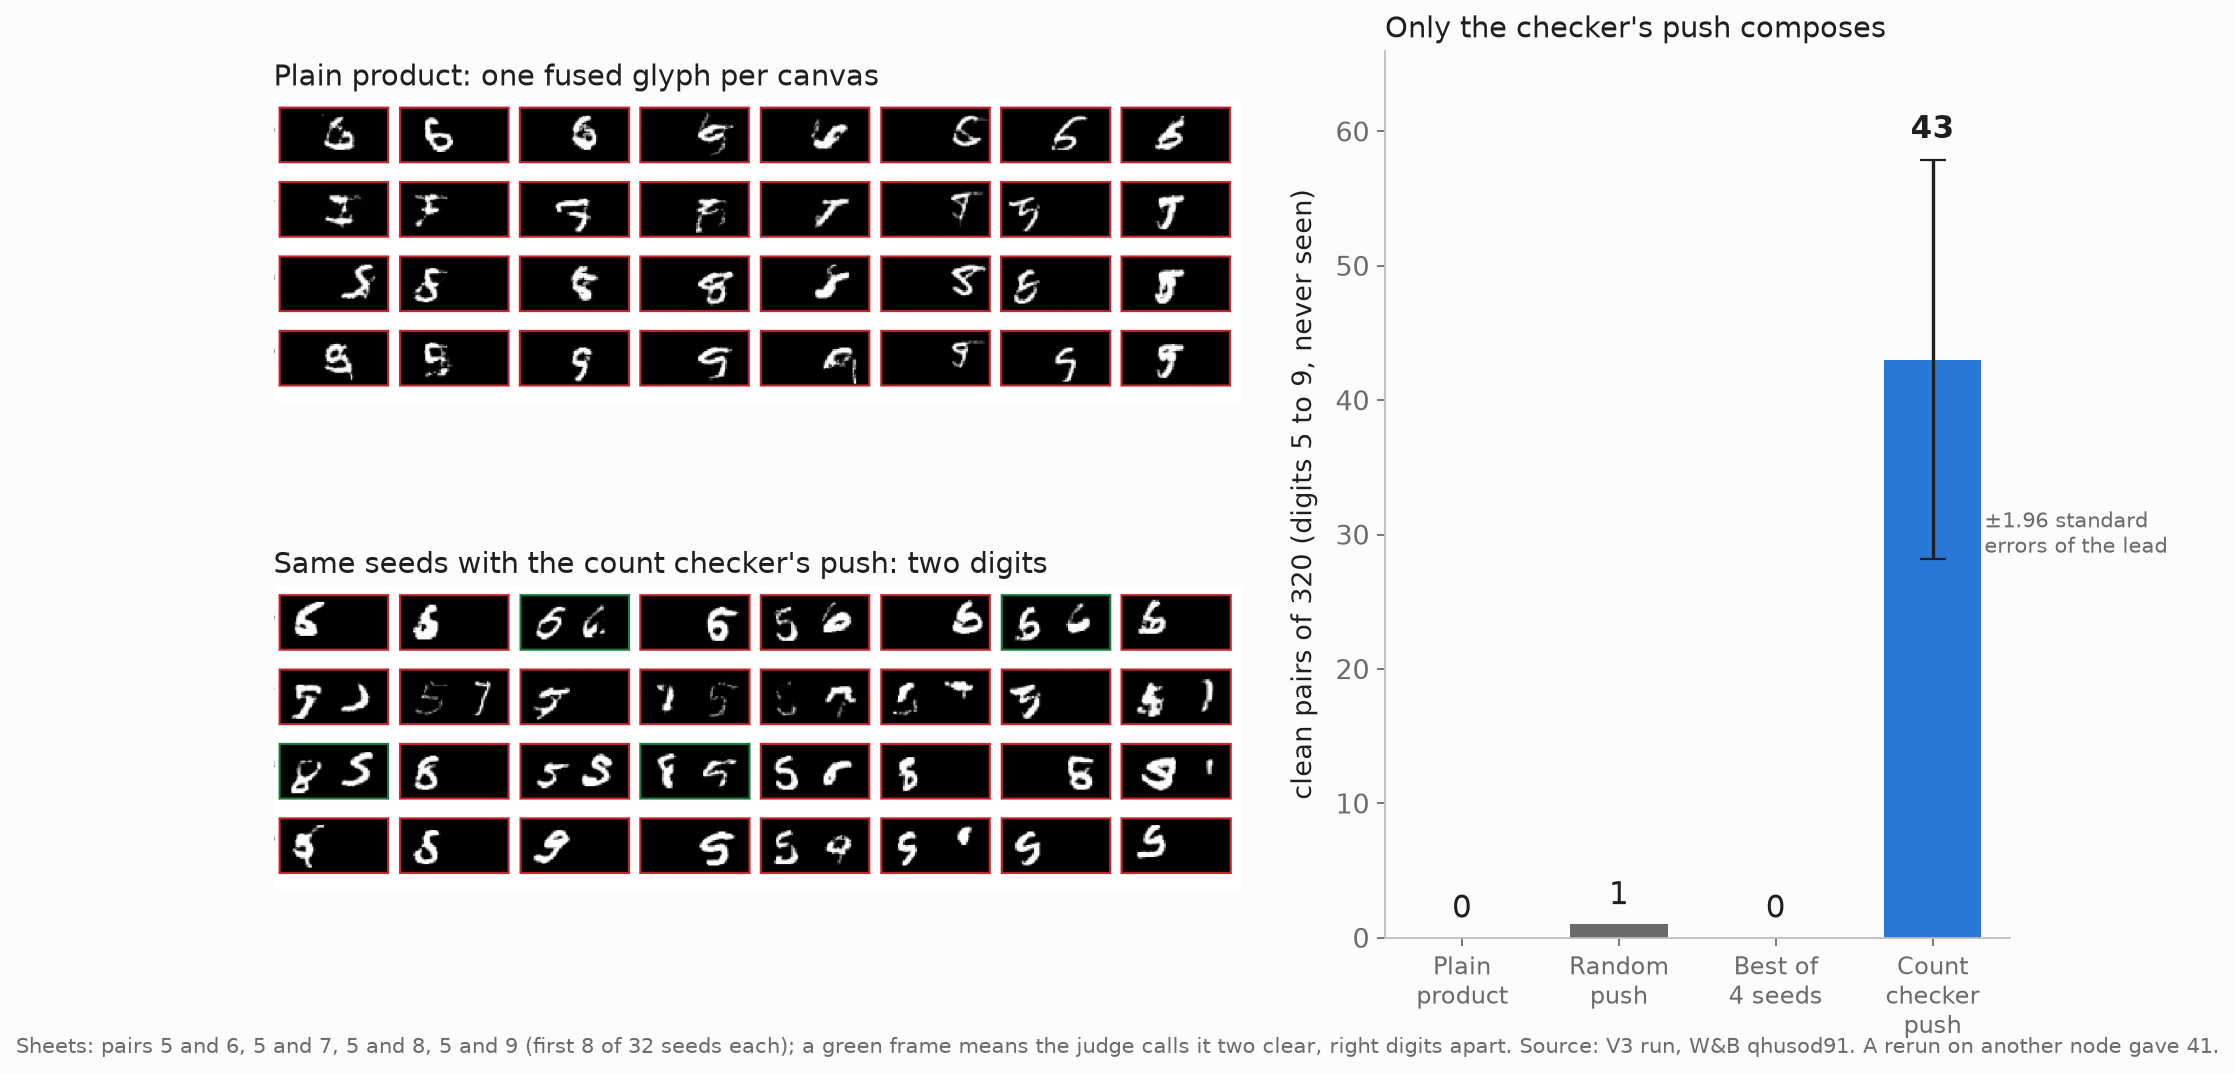 Plain product: one fused glyph per canvas
Same seeds with the count checker's push: two digits
Only the checker's push composes
clean pairs of 320 (digits 5 to 9, never seen)
60
50
40
30
20
10
0
0
1
0
43
±1.96 standard
errors of the lead
Plain
product
Random
push
Best of
4 seeds
Count
checker
push
Sheets: pairs 5 and 6, 5 and 7, 5 and 8, 5 and 9 (first 8 of 32 seeds each); a green frame means the judge calls it two clear, right digits apart. Source: V3 run, W&B qhusod91. A rerun on another node gave 41.